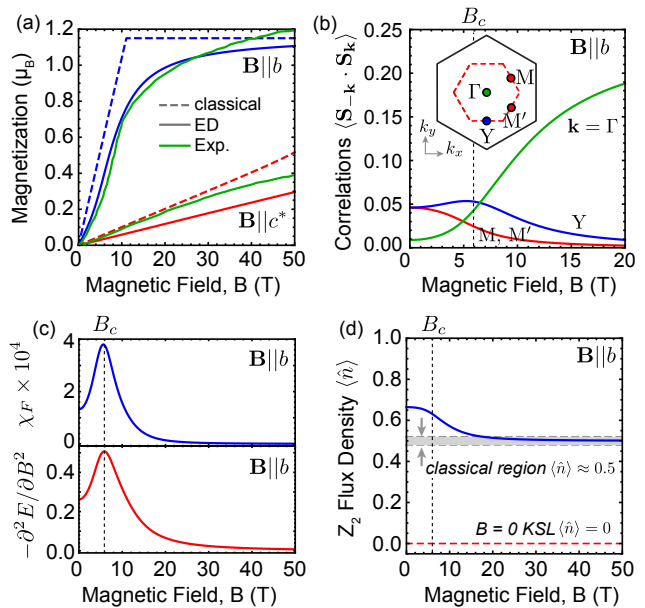 (a)
Magnetization (μB)
1.2
1.0
0.8
0.6
0.4
0.2
0.0
B||b
classical
ED
Exp.
B||c*
0 10 20 30 40 50
Magnetic Field, B (T)
(b)
Bc
Correlations ⟨S₋k · Sk⟩
0.25
0.20
0.15
0.10
0.05
0.00
B||b
Γ
M
M′
Y
ky
kx
k = Γ
Y
M, M′
0 5 10 15 20
Magnetic Field, B (T)
(c)
Bc
χF × 10⁴
4
2
0
B||b
−∂²E/∂B²
0.4
0.2
0.0
B||b
0 10 20 30 40 50
Magnetic Field, B (T)
(d)
Bc
Z₂ Flux Density ⟨n̂⟩
1.0
0.8
0.6
0.4
0.2
0.0
B||b
classical region ⟨n̂⟩ ≈ 0.5
B = 0 KSL ⟨n̂⟩ = 0
0 10 20 30 40 50
Magnetic Field, B (T)